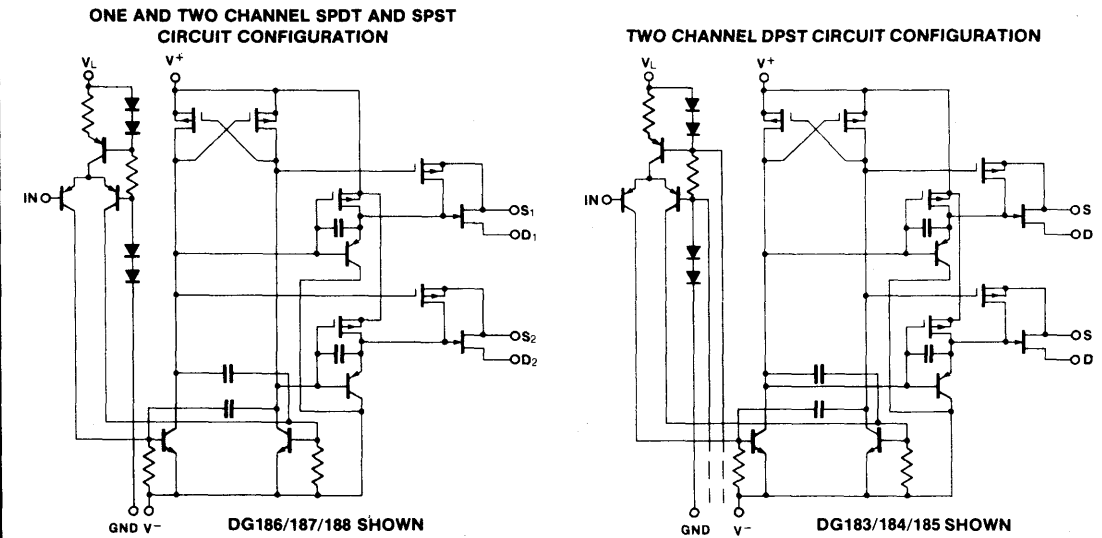 ONE AND TWO CHANNEL SPDT AND SPST
CIRCUIT CONFIGURATION
VL
V+
IN
S1
D1
S2
D2
GND V−
DG186/187/188 SHOWN
TWO CHANNEL DPST CIRCUIT CONFIGURATION
VL
V+
IN
S
D
S
D
GND
V−
DG183/184/185 SHOWN